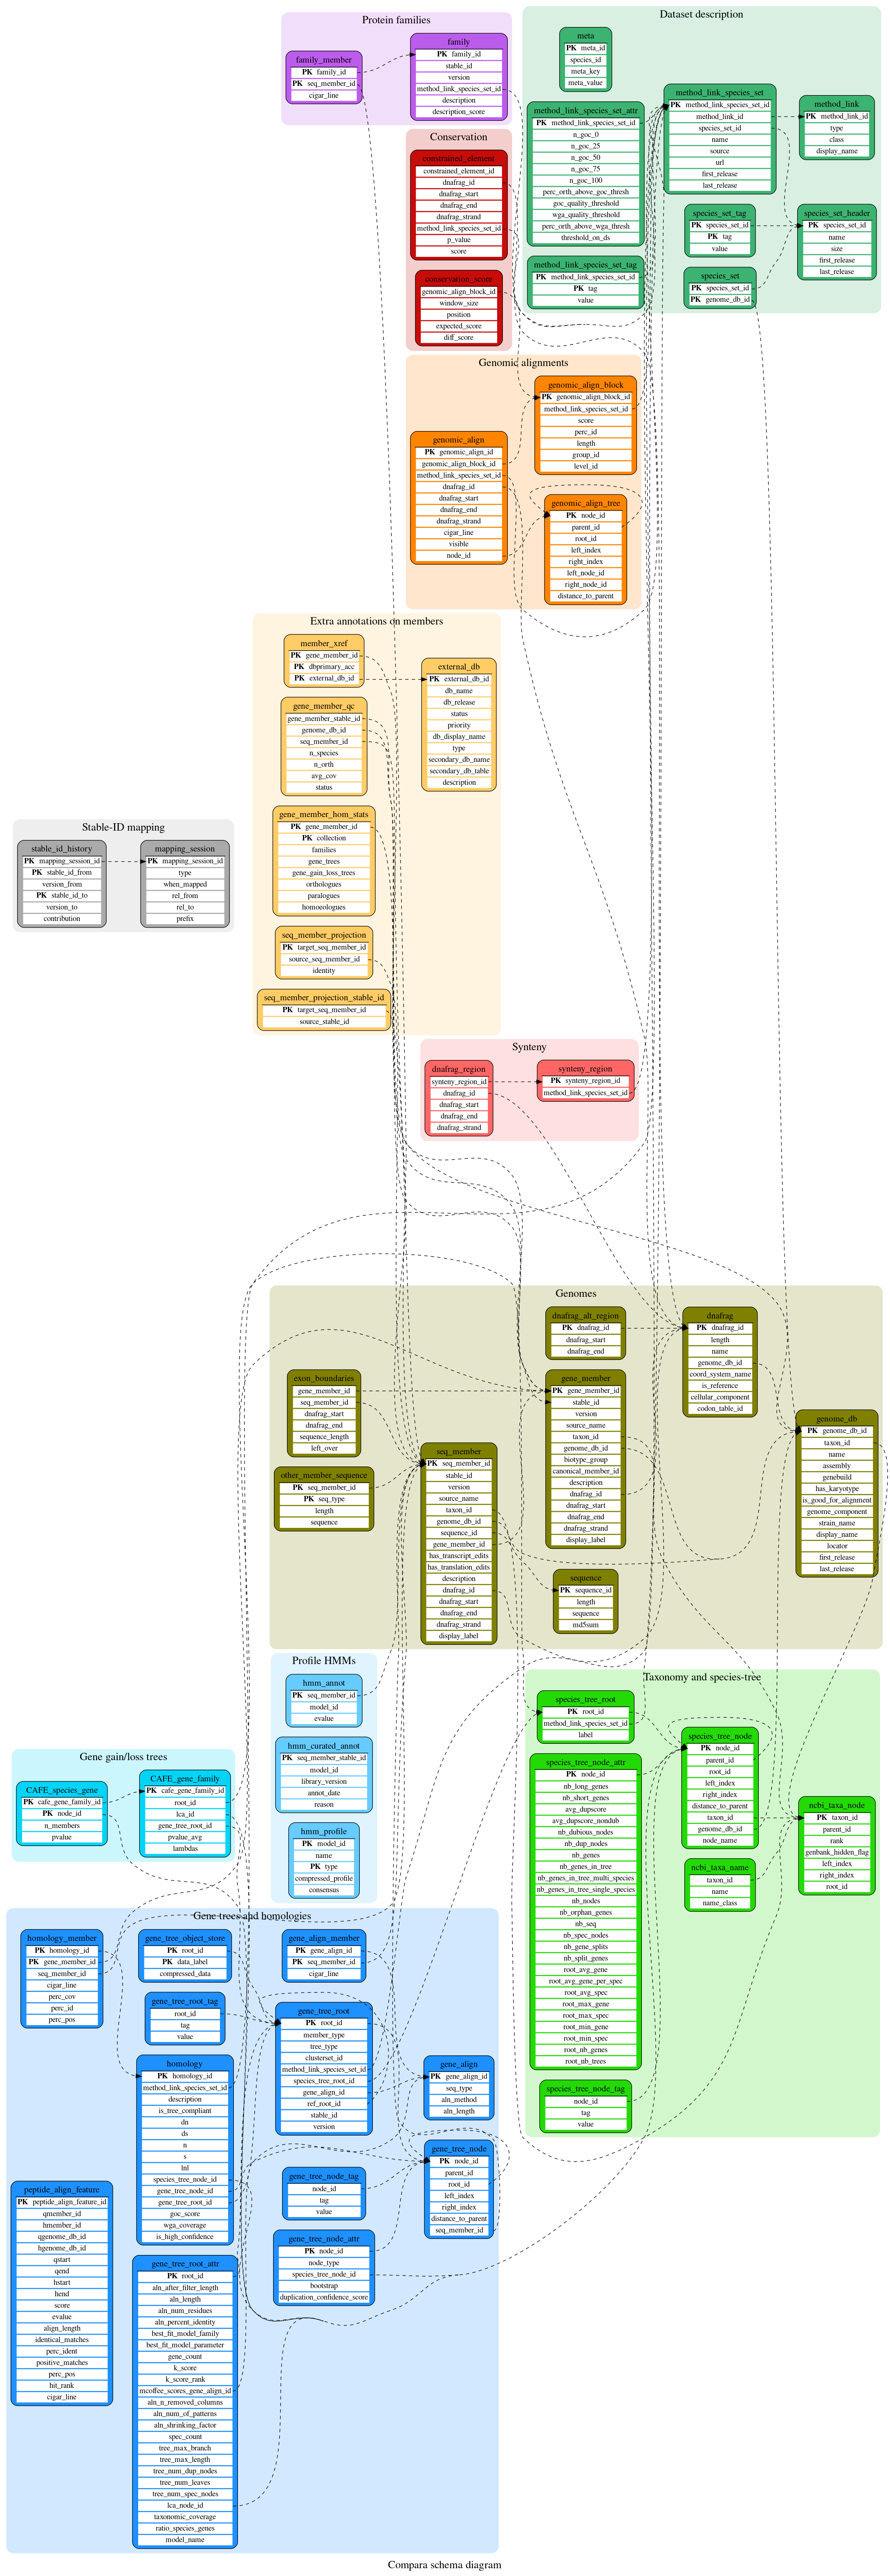 Protein families
family_member
PK family_id
PK seq_member_id
cigar_line
family
PK family_id
stable_id
version
method_link_species_set_id
description
description_score
Dataset description
meta
PK meta_id
species_id
meta_key
meta_value
method_link_species_set_attr
PK method_link_species_set_id
n_goc_0
n_goc_25
n_goc_50
n_goc_75
n_goc_100
perc_orth_above_goc_thresh
goc_quality_threshold
wga_quality_threshold
perc_orth_above_wga_thresh
threshold_on_ds
method_link_species_set_tag
PK method_link_species_set_id
PK tag
value
method_link_species_set
PK method_link_species_set_id
method_link_id
species_set_id
name
source
url
first_release
last_release
method_link
PK method_link_id
type
class
display_name
species_set_tag
PK species_set_id
PK tag
value
species_set_header
PK species_set_id
name
size
first_release
last_release
species_set
PK species_set_id
PK genome_db_id
Conservation
constrained_element
constrained_element_id
dnafrag_id
dnafrag_start
dnafrag_end
dnafrag_strand
method_link_species_set_id
p_value
score
conservation_score
genomic_align_block_id
window_size
position
expected_score
diff_score
Genomic alignments
genomic_align_block
PK genomic_align_block_id
method_link_species_set_id
score
perc_id
length
group_id
level_id
genomic_align
PK genomic_align_id
genomic_align_block_id
method_link_species_set_id
dnafrag_id
dnafrag_start
dnafrag_end
dnafrag_strand
cigar_line
visible
node_id
genomic_align_tree
PK node_id
parent_id
root_id
left_index
right_index
left_node_id
right_node_id
distance_to_parent
Extra annotations on members
member_xref
PK gene_member_id
PK dbprimary_acc
PK external_db_id
external_db
PK external_db_id
db_name
db_release
status
priority
db_display_name
type
secondary_db_name
secondary_db_table
description
gene_member_qc
gene_member_stable_id
genome_db_id
seq_member_id
n_species
n_orth
avg_cov
status
gene_member_hom_stats
PK gene_member_id
PK collection
families
gene_trees
gene_gain_loss_trees
orthologues
paralogues
homoeologues
seq_member_projection
PK target_seq_member_id
source_seq_member_id
identity
seq_member_projection_stable_id
PK target_seq_member_id
source_stable_id
Stable-ID mapping
stable_id_history
PK mapping_session_id
PK stable_id_from
version_from
PK stable_id_to
version_to
contribution
mapping_session
PK mapping_session_id
type
when_mapped
rel_from
rel_to
prefix
Synteny
dnafrag_region
synteny_region_id
dnafrag_id
dnafrag_start
dnafrag_end
dnafrag_strand
synteny_region
PK synteny_region_id
method_link_species_set_id
Genomes
dnafrag_alt_region
PK dnafrag_id
dnafrag_start
dnafrag_end
dnafrag
PK dnafrag_id
length
name
genome_db_id
coord_system_name
is_reference
cellular_component
codon_table_id
exon_boundaries
gene_member_id
seq_member_id
dnafrag_start
dnafrag_end
sequence_length
left_over
gene_member
PK gene_member_id
stable_id
version
source_name
taxon_id
genome_db_id
biotype_group
canonical_member_id
description
dnafrag_id
dnafrag_start
dnafrag_end
dnafrag_strand
display_label
genome_db
PK genome_db_id
taxon_id
name
assembly
genebuild
has_karyotype
is_good_for_alignment
genome_component
strain_name
display_name
locator
first_release
last_release
other_member_sequence
PK seq_member_id
PK seq_type
length
sequence
seq_member
PK seq_member_id
stable_id
version
source_name
taxon_id
genome_db_id
sequence_id
gene_member_id
has_transcript_edits
has_translation_edits
description
dnafrag_id
dnafrag_start
dnafrag_end
dnafrag_strand
display_label
sequence
PK sequence_id
length
sequence
md5sum
Profile HMMs
hmm_annot
PK seq_member_id
model_id
evalue
hmm_curated_annot
PK seq_member_stable_id
model_id
library_version
annot_date
reason
hmm_profile
PK model_id
name
PK type
compressed_profile
consensus
Taxonomy and species-tree
species_tree_root
PK root_id
method_link_species_set_id
label
species_tree_node_attr
PK node_id
nb_long_genes
nb_short_genes
avg_dupscore
avg_dupscore_nondub
nb_dubious_nodes
nb_dup_nodes
nb_genes
nb_genes_in_tree
nb_genes_in_tree_multi_species
nb_genes_in_tree_single_species
nb_nodes
nb_orphan_genes
nb_seq
nb_spec_nodes
nb_gene_splits
nb_split_genes
root_avg_gene
root_avg_gene_per_spec
root_avg_spec
root_max_gene
root_max_spec
root_min_gene
root_min_spec
root_nb_genes
root_nb_trees
species_tree_node_tag
node_id
tag
value
species_tree_node
PK node_id
parent_id
root_id
left_index
right_index
distance_to_parent
taxon_id
genome_db_id
node_name
ncbi_taxa_name
taxon_id
name
name_class
ncbi_taxa_node
PK taxon_id
parent_id
rank
genbank_hidden_flag
left_index
right_index
root_id
Gene gain/loss trees
CAFE_species_gene
PK cafe_gene_family_id
PK node_id
n_members
pvalue
CAFE_gene_family
PK cafe_gene_family_id
root_id
lca_id
gene_tree_root_id
pvalue_avg
lambdas
Gene trees and homologies
homology_member
PK homology_id
PK gene_member_id
seq_member_id
cigar_line
perc_cov
perc_id
perc_pos
gene_tree_object_store
PK root_id
PK data_label
compressed_data
gene_align_member
PK gene_align_id
PK seq_member_id
cigar_line
gene_tree_root_tag
root_id
tag
value
gene_tree_root
PK root_id
member_type
tree_type
clusterset_id
method_link_species_set_id
species_tree_root_id
gene_align_id
ref_root_id
stable_id
version
homology
PK homology_id
method_link_species_set_id
description
is_tree_compliant
dn
ds
n
s
lnl
species_tree_node_id
gene_tree_node_id
gene_tree_root_id
goc_score
wga_coverage
is_high_confidence
gene_align
PK gene_align_id
seq_type
aln_method
aln_length
gene_tree_node
PK node_id
parent_id
root_id
left_index
right_index
distance_to_parent
seq_member_id
gene_tree_node_tag
node_id
tag
value
peptide_align_feature
PK peptide_align_feature_id
qmember_id
hmember_id
qgenome_db_id
hgenome_db_id
qstart
qend
hstart
hend
score
evalue
align_length
identical_matches
perc_ident
positive_matches
perc_pos
hit_rank
cigar_line
gene_tree_node_attr
PK node_id
node_type
species_tree_node_id
bootstrap
duplication_confidence_score
gene_tree_root_attr
PK root_id
aln_after_filter_length
aln_length
aln_num_residues
aln_percent_identity
best_fit_model_family
best_fit_model_parameter
gene_count
k_score
k_score_rank
mcoffee_scores_gene_align_id
aln_n_removed_columns
aln_num_of_patterns
aln_shrinking_factor
spec_count
tree_max_branch
tree_max_length
tree_num_dup_nodes
tree_num_leaves
tree_num_spec_nodes
lca_node_id
taxonomic_coverage
ratio_species_genes
model_name
Compara schema diagram